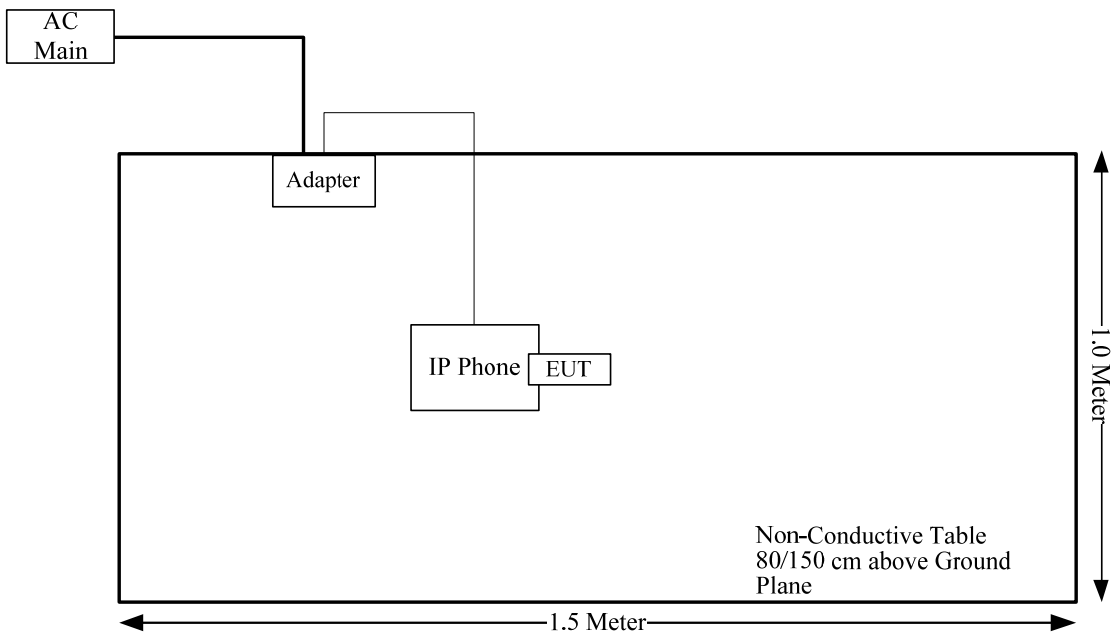 AC
Main
Adapter
IP Phone
EUT
1.0 Meter
Non-Conductive Table
80/150 cm above Ground
Plane
1.5 Meter